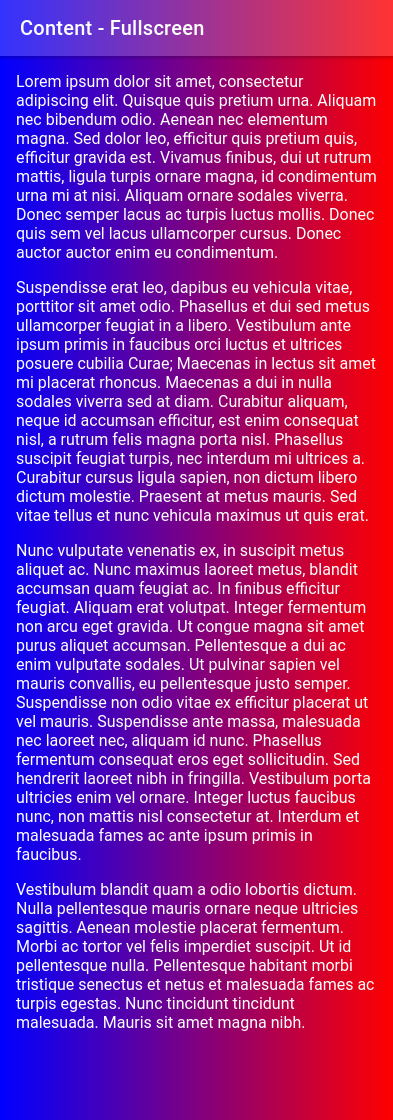 Content - Fullscreen
Lorem ipsum dolor sit amet, consectetur
adipiscing elit. Quisque quis pretium urna. Aliquam
nec bibendum odio. Aenean nec elementum
magna. Sed dolor leo, efficitur quis pretium quis,
efficitur gravida est. Vivamus finibus, dui ut rutrum
mattis, ligula turpis ornare magna, id condimentum
urna mi at nisi. Aliquam ornare sodales viverra.
Donec semper lacus ac turpis luctus mollis. Donec
quis sem vel lacus ullamcorper cursus. Donec
auctor auctor enim eu condimentum.
Suspendisse erat leo, dapibus eu vehicula vitae,
porttitor sit amet odio. Phasellus et dui sed metus
ullamcorper feugiat in a libero. Vestibulum ante
ipsum primis in faucibus orci luctus et ultrices
posuere cubilia Curae; Maecenas in lectus sit amet
mi placerat rhoncus. Maecenas a dui in nulla
sodales viverra sed at diam. Curabitur aliquam,
neque id accumsan efficitur, est enim consequat
nisl, a rutrum felis magna porta nisl. Phasellus
suscipit feugiat turpis, nec interdum mi ultrices a.
Curabitur cursus ligula sapien, non dictum libero
dictum molestie. Praesent at metus mauris. Sed
vitae tellus et nunc vehicula maximus ut quis erat.
Nunc vulputate venenatis ex, in suscipit metus
aliquet ac. Nunc maximus laoreet metus, blandit
accumsan quam feugiat ac. In finibus efficitur
feugiat. Aliquam erat volutpat. Integer fermentum
non arcu eget gravida. Ut congue magna sit amet
purus aliquet accumsan. Pellentesque a dui ac
enim vulputate sodales. Ut pulvinar sapien vel
mauris convallis, eu pellentesque justo semper.
Suspendisse non odio vitae ex efficitur placerat ut
vel mauris. Suspendisse ante massa, malesuada
nec laoreet nec, aliquam id nunc. Phasellus
fermentum consequat eros eget sollicitudin. Sed
hendrerit laoreet nibh in fringilla. Vestibulum porta
ultricies enim vel ornare. Integer luctus faucibus
nunc, non mattis nisl consectetur at. Interdum et
malesuada fames ac ante ipsum primis in
faucibus.
Vestibulum blandit quam a odio lobortis dictum.
Nulla pellentesque mauris ornare neque ultricies
sagittis. Aenean molestie placerat fermentum.
Morbi ac tortor vel felis imperdiet suscipit. Ut id
pellentesque nulla. Pellentesque habitant morbi
tristique senectus et netus et malesuada fames ac
turpis egestas. Nunc tincidunt tincidunt
malesuada. Mauris sit amet magna nibh.